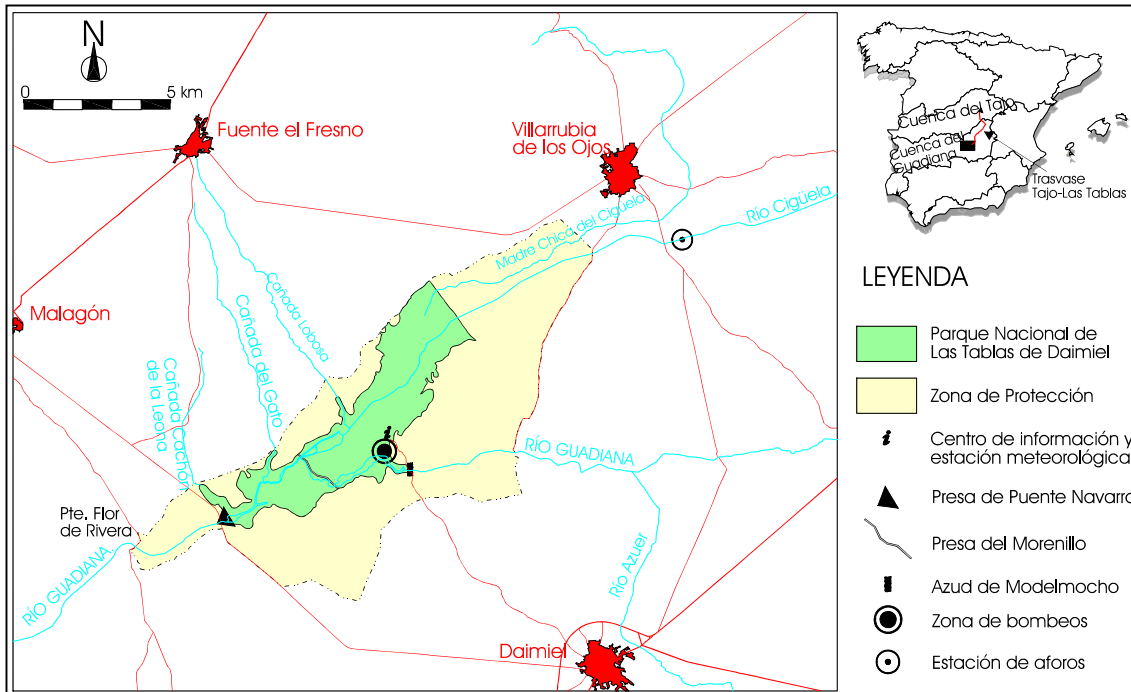 N
0 5 km
Fuente el Fresno
Villarrubia
de los Ojos
Malagón
Madre Chica del Cigüela
Río Cigüela
Cañada Lobosa
Cañada del Gato
Cañada Cachón
de la Leona
RÍO GUADIANA
Pte. Flor
de Rivera
RÍO GUADIANA
Río Azuer
Daimiel
Cuenca del Tajo
Cuenca del
Guadiana
Trasvase
Tajo-Las Tablas
LEYENDA
Parque Nacional de
Las Tablas de Daimiel
Zona de Protección
i Centro de información y
estación meteorológica
Presa de Puente Navarro
Presa del Morenillo
Azud de Modelmocho
Zona de bombeos
Estación de aforos